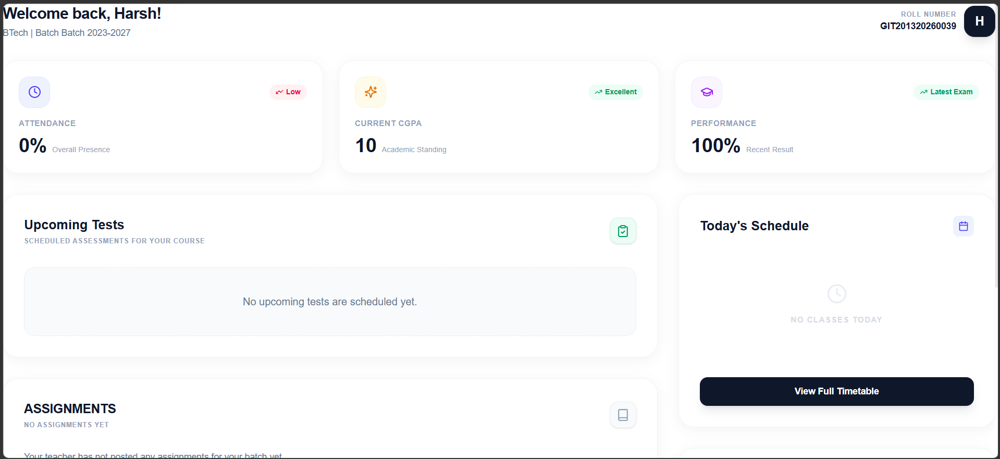 Welcome back, Harsh!
BTech | Batch Batch 2023-2027
ROLL NUMBER
GIT201320260039
H
Low
ATTENDANCE
0% Overall Presence
Excellent
CURRENT CGPA
10 Academic Standing
Latest Exam
PERFORMANCE
100% Recent Result
Upcoming Tests
SCHEDULED ASSESSMENTS FOR YOUR COURSE
No upcoming tests are scheduled yet.
Today's Schedule
NO CLASSES TODAY
View Full Timetable
ASSIGNMENTS
NO ASSIGNMENTS YET
Your teacher has not posted any assignments for your batch yet